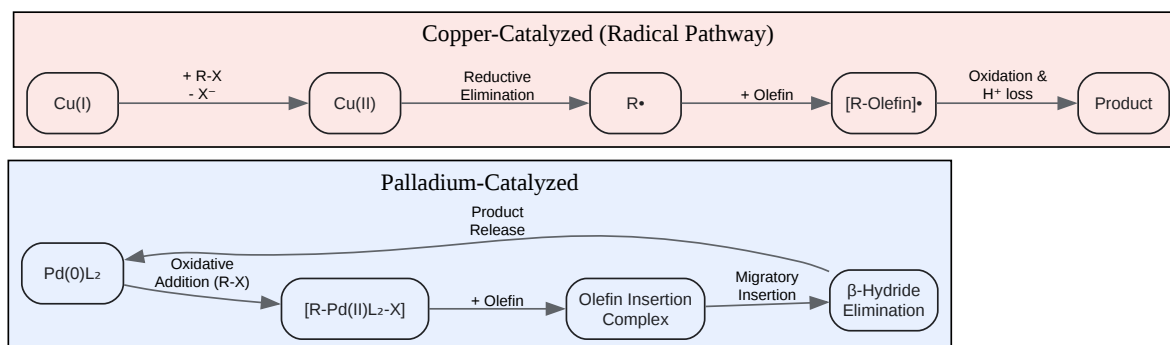 Copper-Catalyzed (Radical Pathway)
Cu(I)
+ R-X
- X⁻
Cu(II)
Reductive
Elimination
R•
+ Olefin
[R-Olefin]•
Oxidation &
H⁺ loss
Product
Palladium-Catalyzed
Product
Release
Pd(0)L₂
Oxidative
Addition (R-X)
[R-Pd(II)L₂-X]
+ Olefin
Olefin Insertion
Complex
Migratory
Insertion
β-Hydride
Elimination